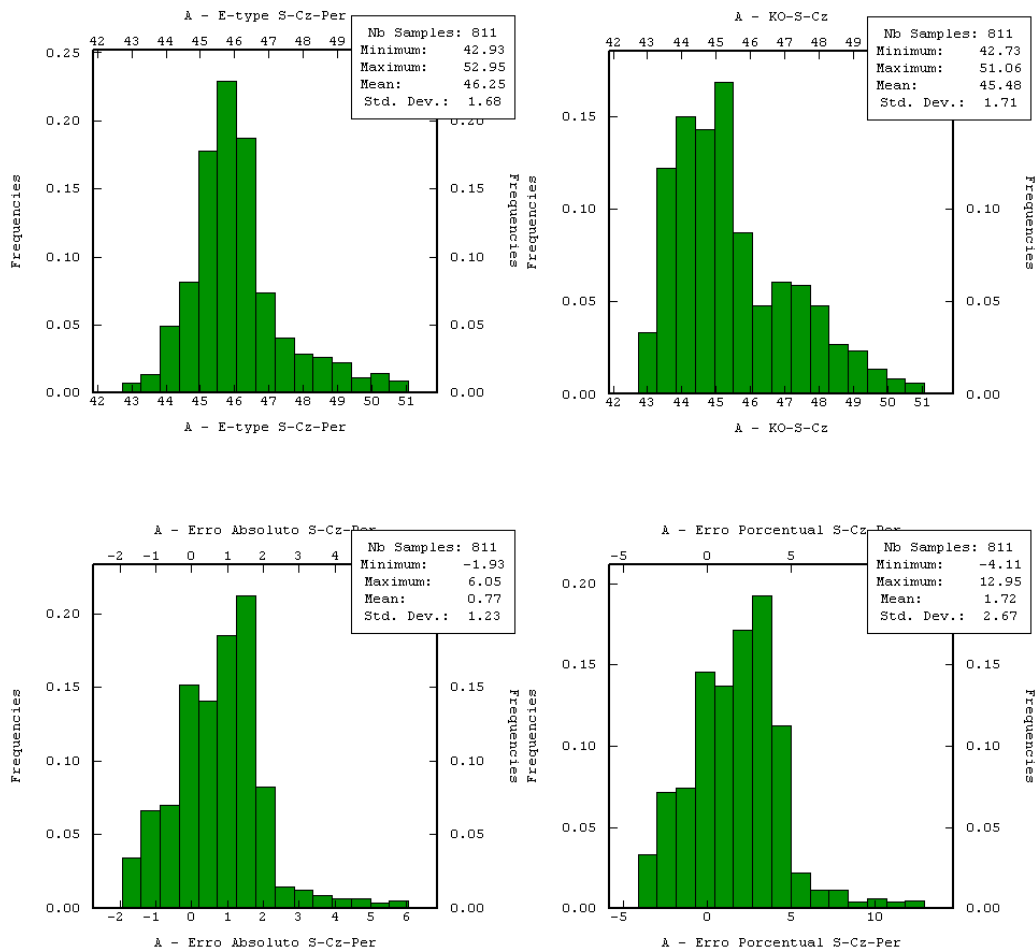 A - E-type S-Cz-Per
42 43 44 45 46 47 48 49
Nb Samples: 811
Minimum: 42.93
Maximum: 52.95
Mean: 46.25
Std. Dev.: 1.68
0.25
0.20 0.20
0.15 0.15
0.10 0.10
0.05 0.05
0.00 0.00
Frequencies
Frequencies
42 43 44 45 46 47 48 49 50 51
A - E-type S-Cz-Per
A - KO-S-Cz
42 43 44 45 46 47 48 49
Nb Samples: 811
Minimum: 42.73
Maximum: 51.06
Mean: 45.48
Std. Dev.: 1.71
0.15
0.10 0.10
0.05 0.05
0.00 0.00
Frequencies
Frequencies
42 43 44 45 46 47 48 49 50 51
A - KO-S-Cz
A - Erro Absoluto S-Cz-Per
-2 -1 0 1 2 3 4
Nb Samples: 811
Minimum: -1.93
Maximum: 6.05
Mean: 0.77
Std. Dev.: 1.23
0.20
0.15 0.15
0.10 0.10
0.05 0.05
0.00 0.00
Frequencies
Frequencies
-2 -1 0 1 2 3 4 5 6
A - Erro Absoluto S-Cz-Per
A - Erro Porcentual S-Cz-Per
-5 0 5
Nb Samples: 811
Minimum: -4.11
Maximum: 12.95
Mean: 1.72
Std. Dev.: 2.67
0.20
0.15 0.15
0.10 0.10
0.05 0.05
0.00 0.00
Frequencies
Frequencies
-5 0 5 10
A - Erro Porcentual S-Cz-Per